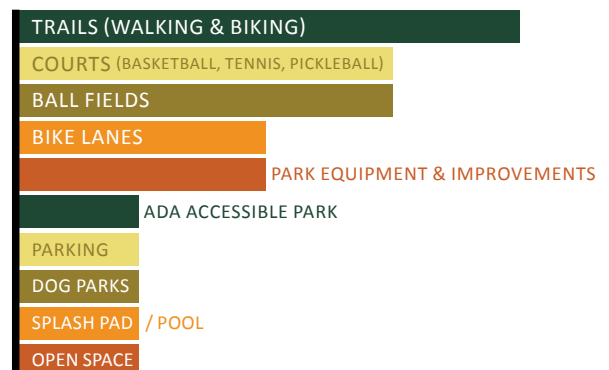 TRAILS (WALKING & BIKING)
COURTS (BASKETBALL, TENNIS, PICKLEBALL)
BALL FIELDS
BIKE LANES
PARK EQUIPMENT & IMPROVEMENTS
ADA ACCESSIBLE PARK
PARKING
DOG PARKS
SPLASH PAD / POOL
OPEN SPACE